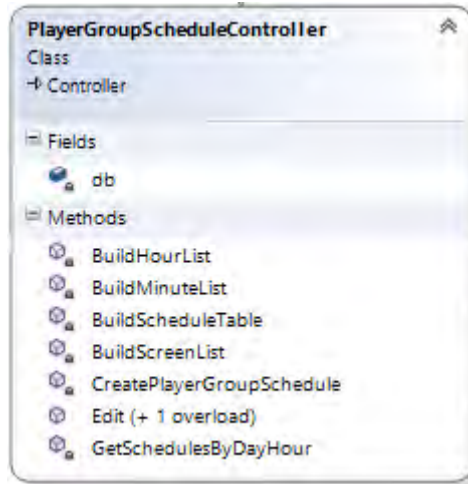 PlayerGroupScheduleController
Class
Controller
Fields
db
Methods
BuildHourList
BuildMinuteList
BuildScheduleTable
BuildScreenList
CreatePlayerGroupSchedule
Edit (+ 1 overload)
GetSchedulesByDayHour